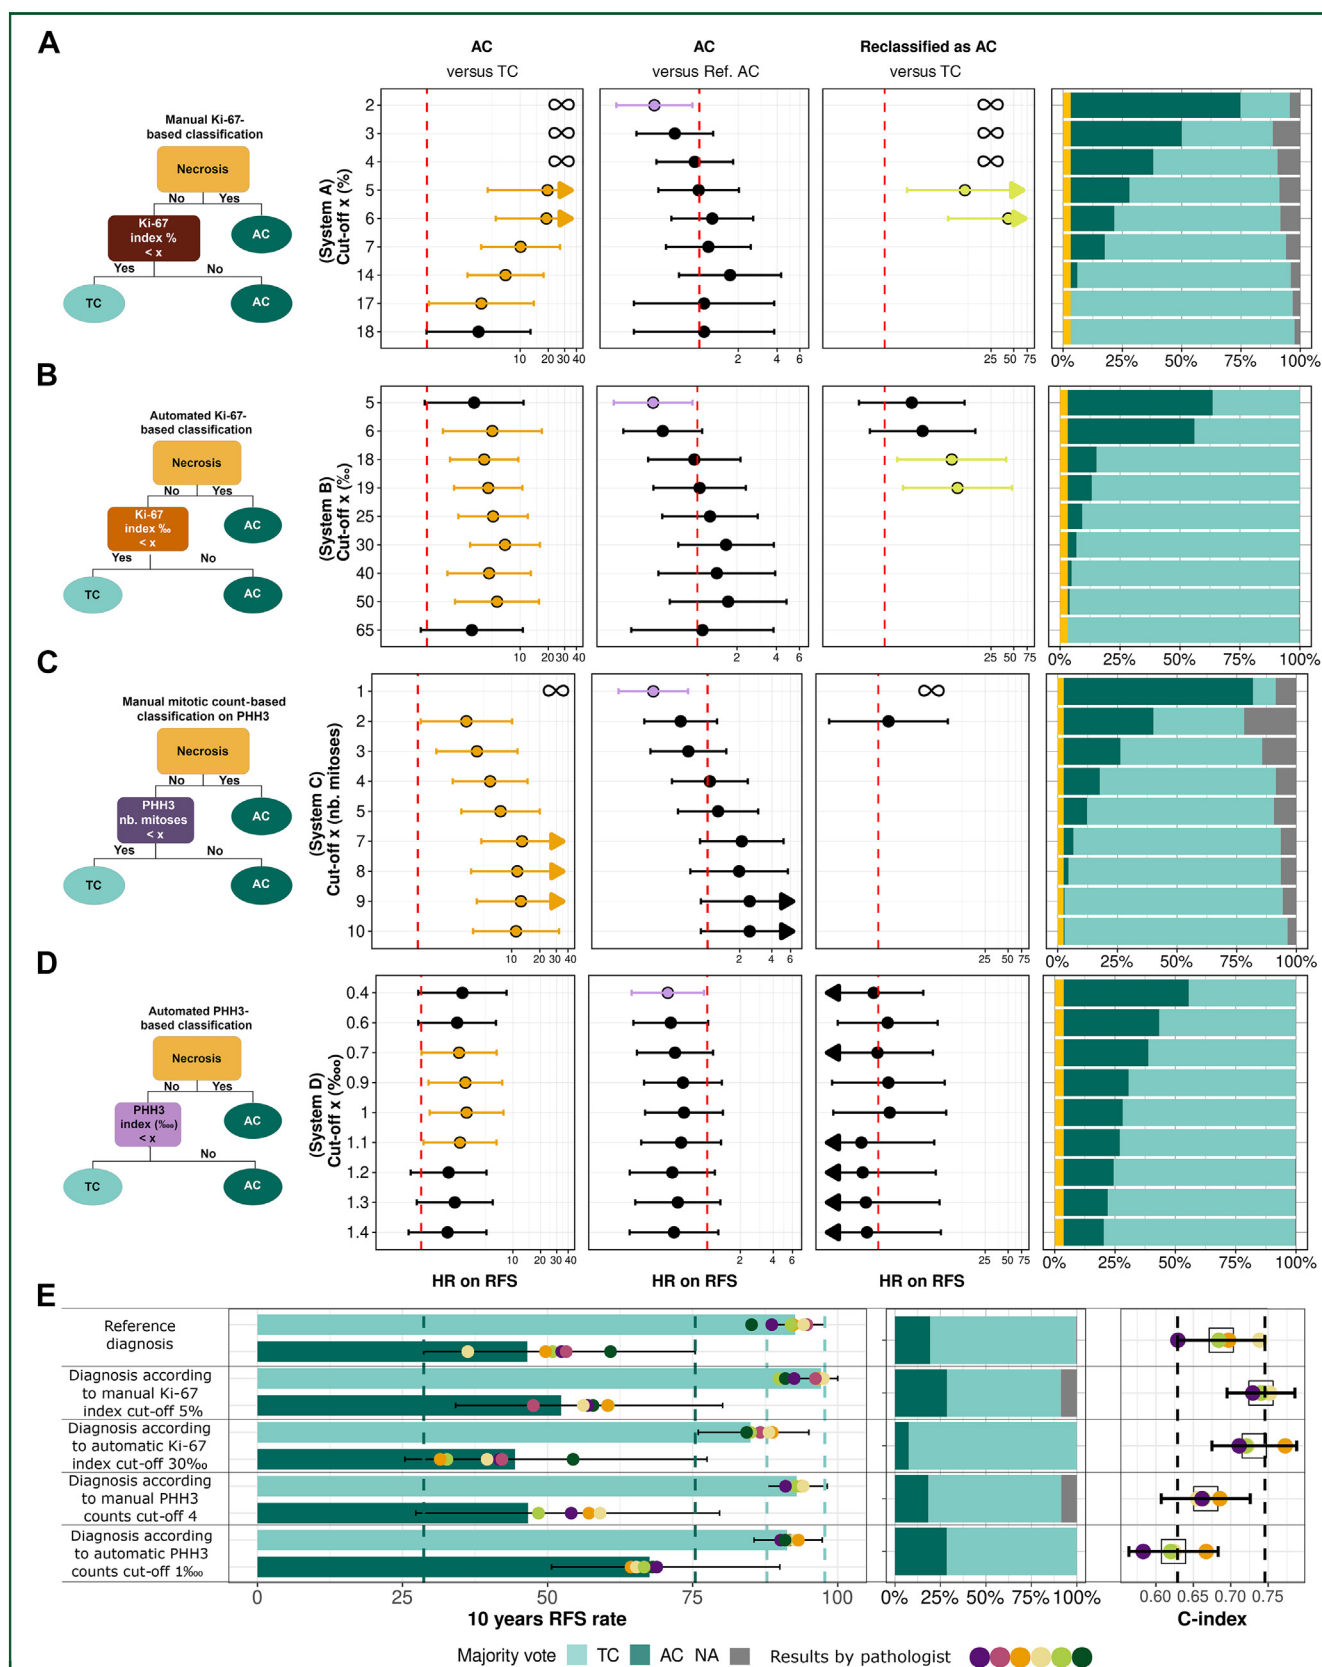 A
AC
versus TC
AC
versus Ref. AC
Reclassified as AC
versus TC
Manual Ki-67-
based classification
Necrosis
No Yes
Ki-67
index %
< x
AC
Yes No
TC
AC
(System A)
Cut-off x (%)
2
3
4
5
6
7
14
17
18
∞
∞
∞
∞
∞
∞
10 20 30 40
2 4 6
25 50 75
0% 25% 50% 75% 100%
B
Automated Ki-67-
based classification
Necrosis
No Yes
Ki-67
index ‰
< x
AC
Yes No
TC
AC
(System B)
Cut-off x (‰)
5
6
18
19
25
30
40
50
65
10 20 30 40
2 4 6
25 50 75
0% 25% 50% 75% 100%
C
Manual mitotic count-based
classification on PHH3
Necrosis
No Yes
PHH3
nb. mitoses
< x
AC
Yes No
TC
AC
(System C)
Cut-off x (nb. mitoses)
1
2
3
4
5
7
8
9
10
∞
∞
10 20 30 40
2 4 6
25 50 75
0% 25% 50% 75% 100%
D
Automated PHH3-
based classification
Necrosis
No Yes
PHH3
index (‱)
< x
AC
No
TC
AC
(System D)
Cut-off x (‱)
0.4
0.6
0.7
0.9
1
1.1
1.2
1.3
1.4
10 20 30 40
2 4 6
25 50 75
0% 25% 50% 75% 100%
HR on RFS
HR on RFS
HR on RFS
E
Reference
diagnosis
Diagnosis according
to manual Ki-67
index cut-off 5%
Diagnosis according
to automatic Ki-67
index cut-off 30‰
Diagnosis according
to manual PHH3
counts cut-off 4
Diagnosis according
to automatic PHH3
counts cut-off 1‱
0 25 50 75 100
10 years RFS rate
0% 25% 50% 75% 100%
0.60 0.65 0.70 0.75
C-index
Majority vote TC AC NA Results by pathologist